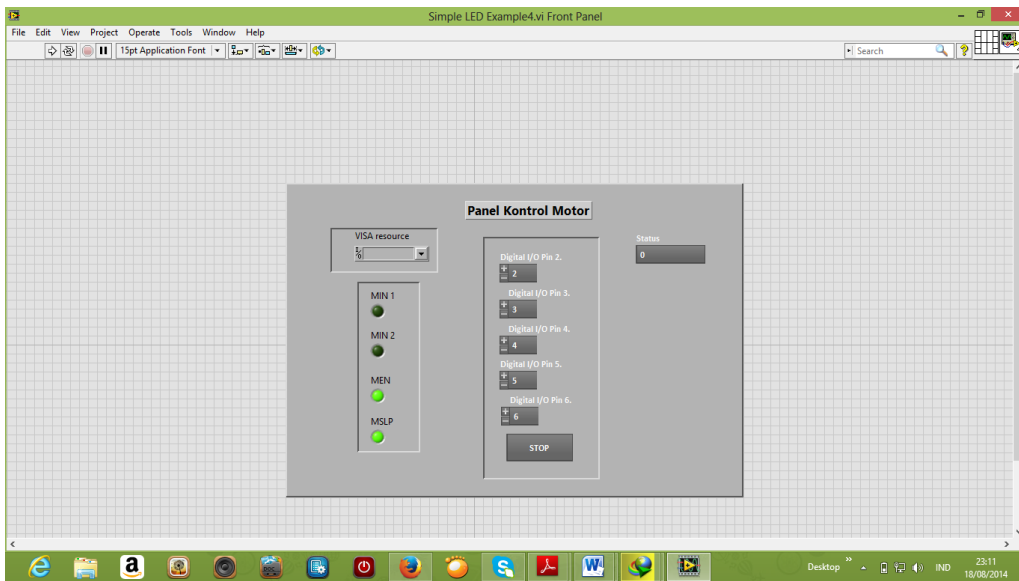 Simple LED Example4.vi Front Panel
File Edit View Project Operate Tools Window Help
15pt Application Font
Search
Panel Kontrol Motor
VISA resource
Status
0
Digital I/O Pin 2.
2
MIN 1
Digital I/O Pin 3.
3
MIN 2
Digital I/O Pin 4.
4
Digital I/O Pin 5.
5
MEN
Digital I/O Pin 6.
6
MSLP
STOP
Desktop
IND
23:11
18/08/2014